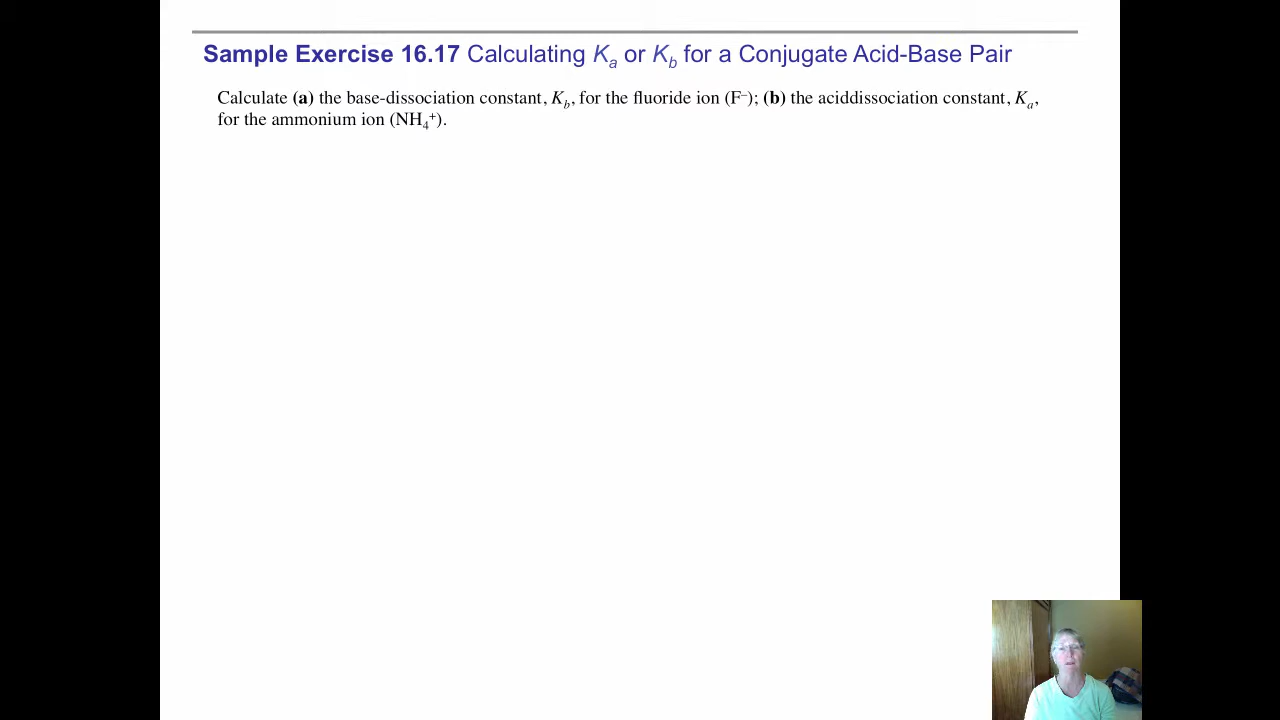 Sample Exercise 16.17 Calculating Ka or Kb for a Conjugate Acid-Base Pair
Calculate (a) the base-dissociation constant, Kb, for the fluoride ion (F–); (b) the aciddissociation constant, Ka,
for the ammonium ion (NH4+).